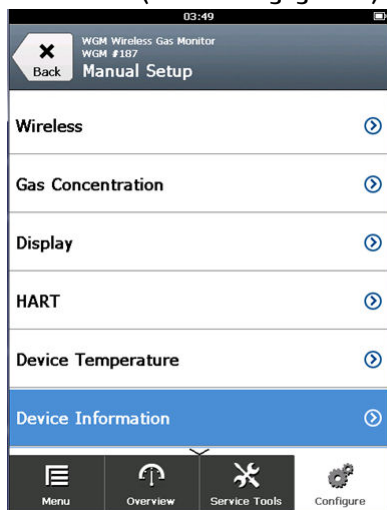 03:49
WGM Wireless Gas Monitor
WGM #187
Back
Manual Setup
Wireless
Gas Concentration
Display
HART
Device Temperature
Device Information
Menu
Overview
Service Tools
Configure